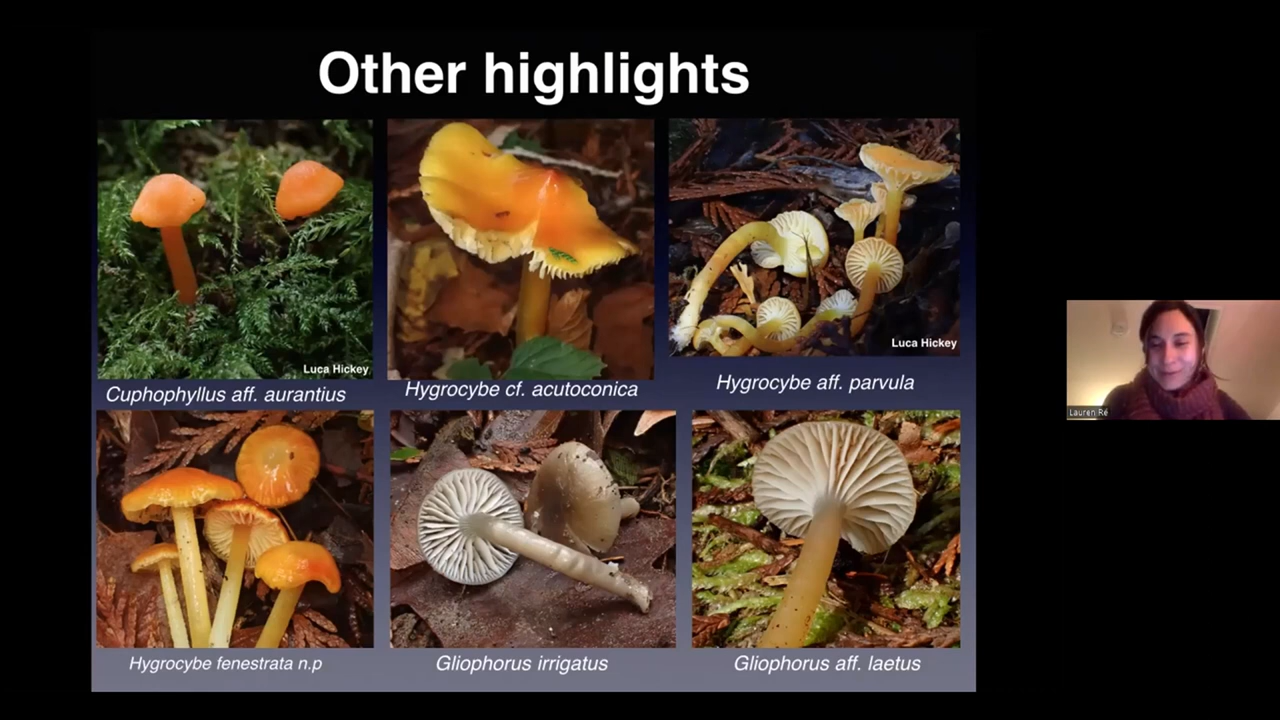 Other highlights
Luca Hickey
Cuphophyllus aff. aurantius
Hygrocybe cf. acutoconica
Luca Hickey
Hygrocybe aff. parvula
Hygrocybe fenestrata n.p
Gliophorus irrigatus
Gliophorus aff. laetus
Lauren Ré